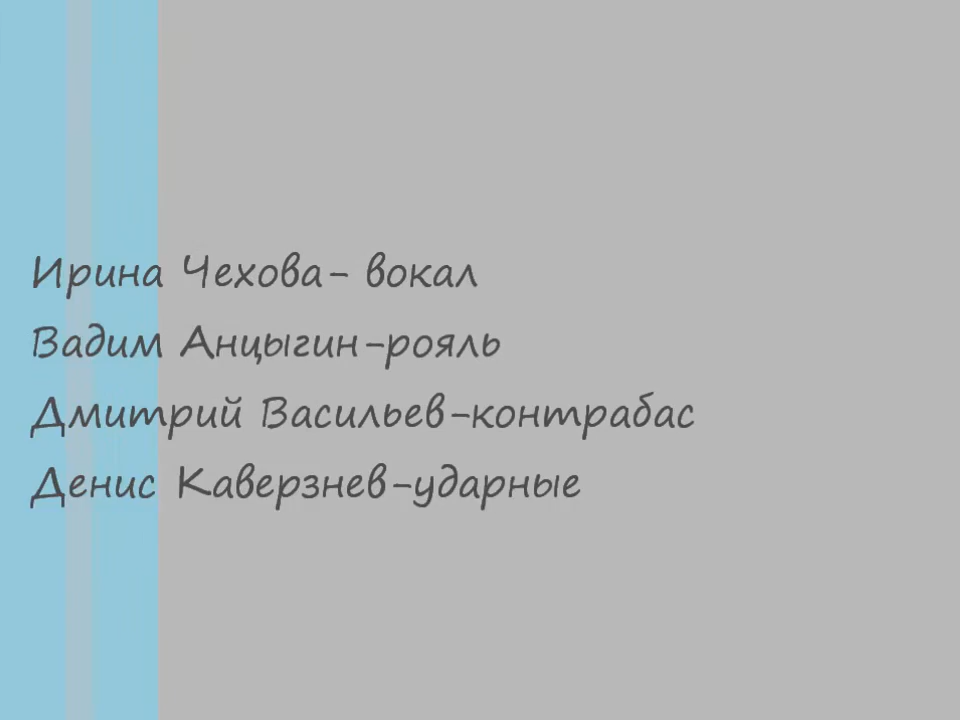 Ирина Чехова- вокал
Вадим Анцыгин-рояль
Дмитрий Васильев-контрабас
Денис Каверзнев-ударные